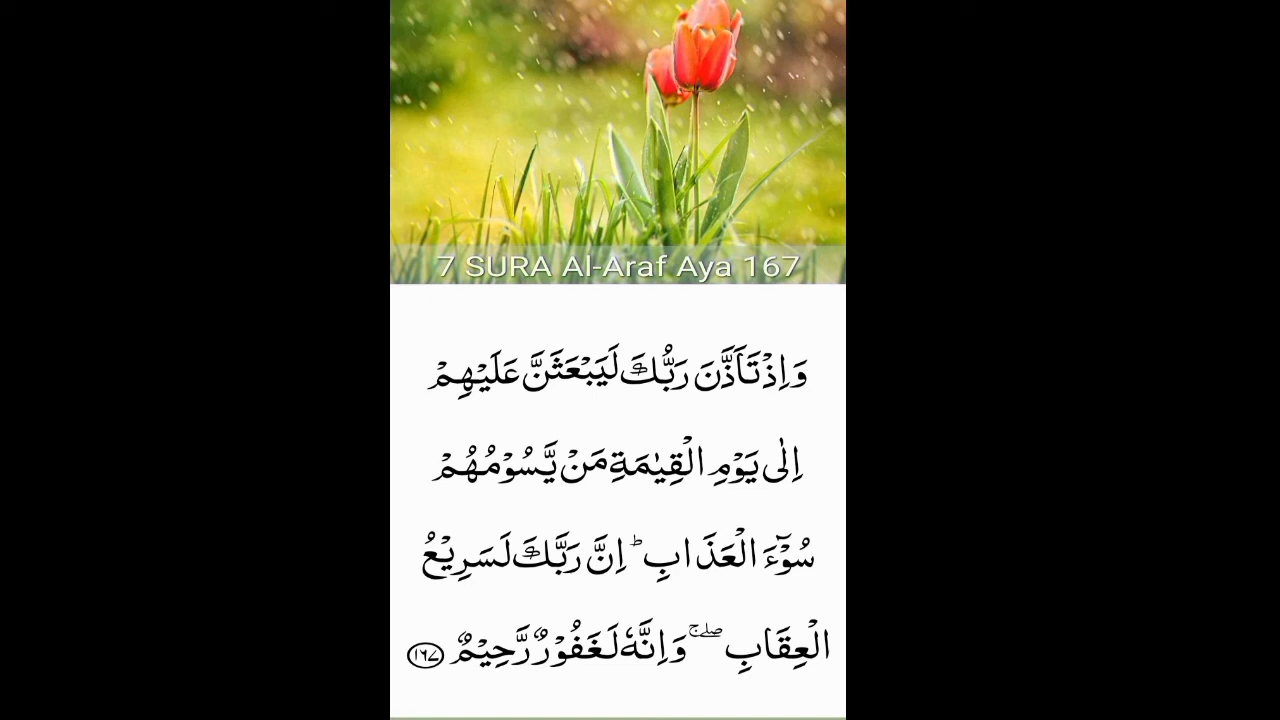 7 SURA Al-Araf Aya 167
وَاِذْ تَاَذَّنَ رَبُّكَ لَيَبْعَثَنَّ عَلَيْهِمْ
اِلٰى يَوْمِ الْقِيٰمَةِ مَنْ يَّسُوْمُهُمْ
سُوْٓءَ الْعَذَابِ ؕ اِنَّ رَبَّكَ لَسَرِيْعُ
الْعِقَابِ ۖۚ وَاِنَّهٗ لَغَفُوْرٌ رَّحِيْمٌ ١٦٧